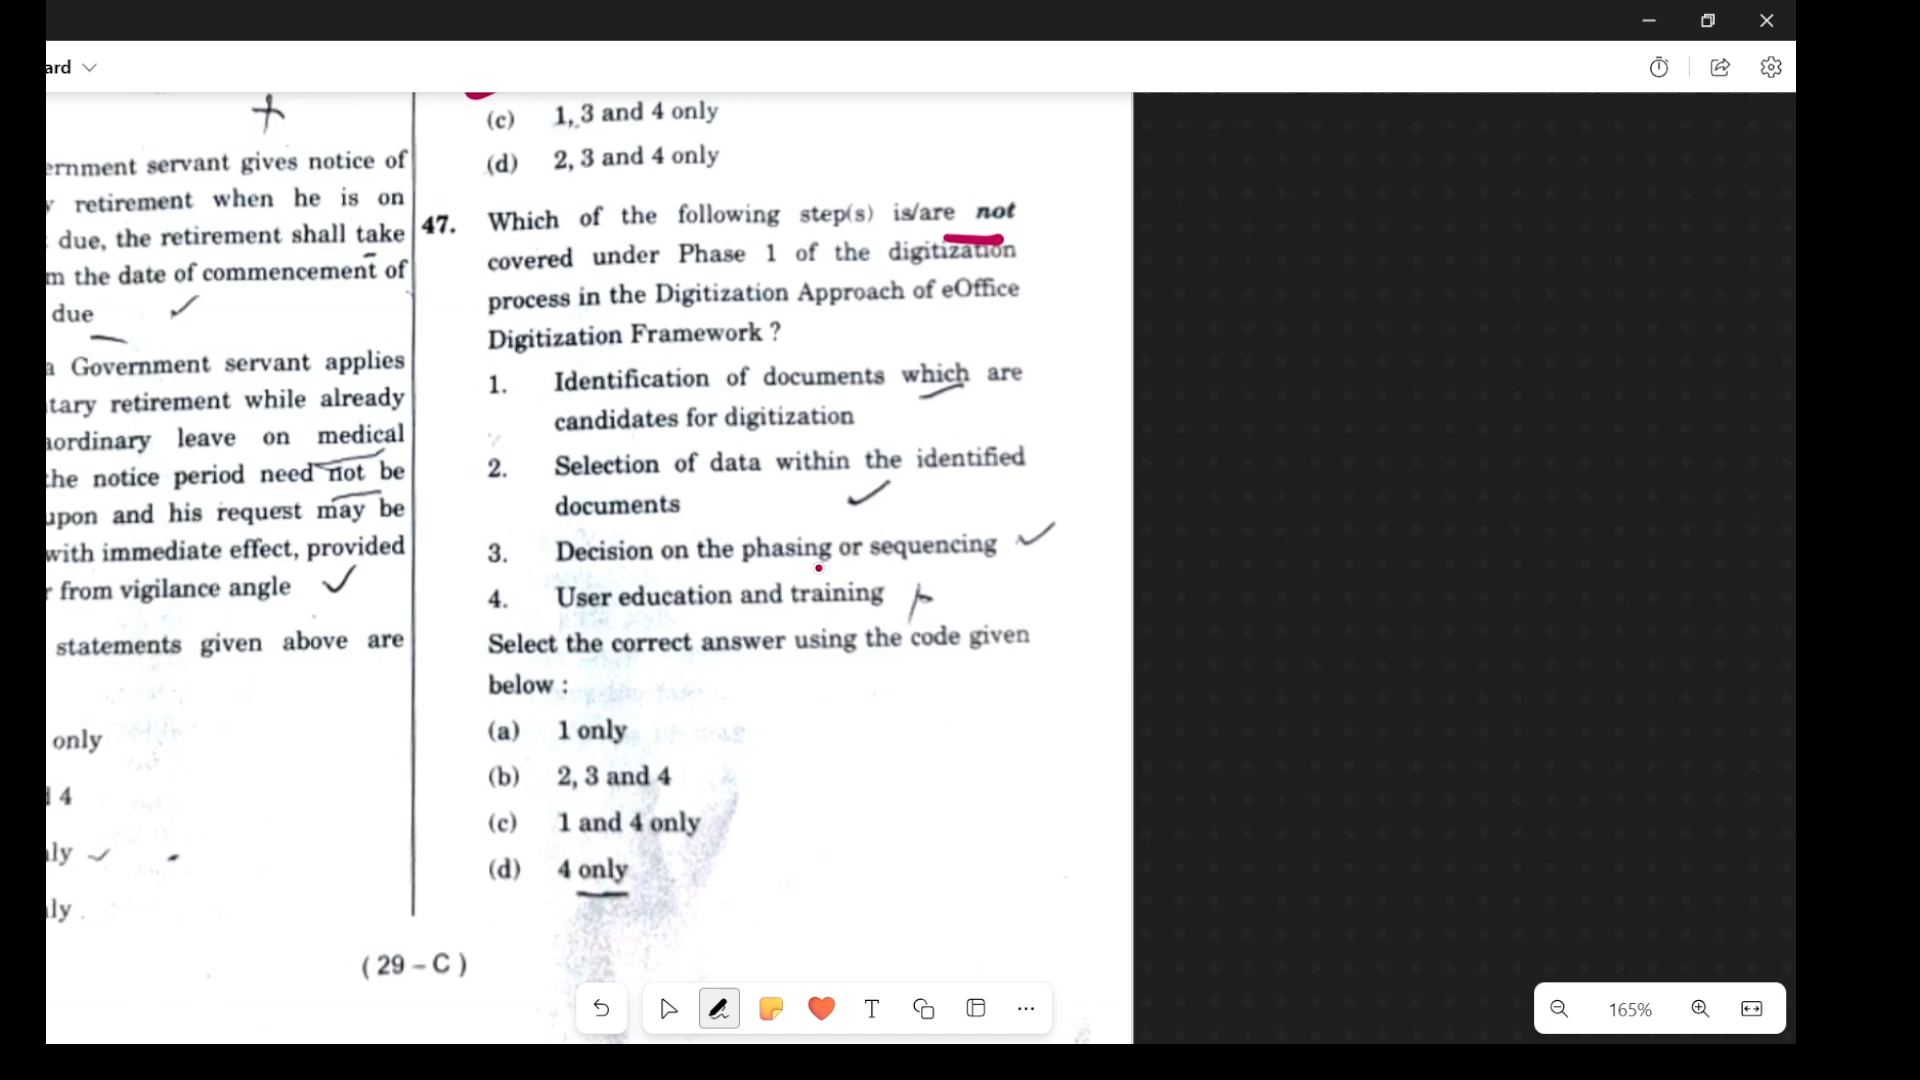 ard
ernment servant gives notice of
retirement when he is on
due, the retirement shall take
m the date of commencement of
due
a Government servant applies
tary retirement while already
aordinary leave on medical
the notice period need not be
upon and his request may be
with immediate effect, provided
r from vigilance angle
statements given above are
only
4
ly
ly
(c) 1, 3 and 4 only
(d) 2, 3 and 4 only
47. Which of the following step(s) is/are not
covered under Phase 1 of the digitization
process in the Digitization Approach of eOffice
Digitization Framework ?
1. Identification of documents which are
candidates for digitization
2. Selection of data within the identified
documents
3. Decision on the phasing or sequencing
4. User education and training
Select the correct answer using the code given
below :
(a) 1 only
(b) 2, 3 and 4
(c) 1 and 4 only
(d) 4 only
( 29 – C )
165%